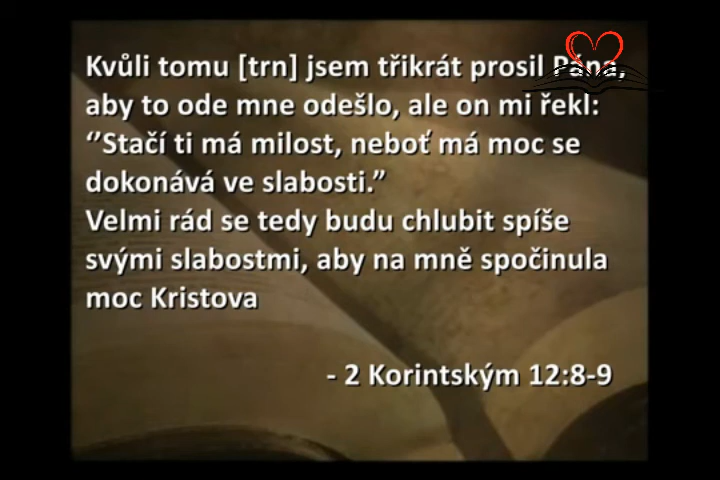 Kvůli tomu [trn] jsem třikrát prosil Pána,
aby to ode mne odešlo, ale on mi řekl:
‘’Stačí ti má milost, neboť má moc se
dokonává ve slabosti.”
Velmi rád se tedy budu chlubit spíše
svými slabostmi, aby na mně spočinula
moc Kristova
- 2 Korintským 12:8-9